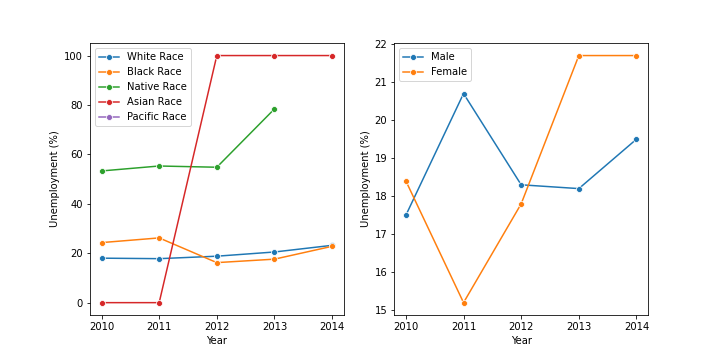 Unemployment (%)
100
80
60
40
20
0
White Race
Black Race
Native Race
Asian Race
Pacific Race
2010 2011 2012 2013 2014
Year
Unemployment (%)
22
21
20
19
18
17
16
15
Male
Female
2010 2011 2012 2013 2014
Year